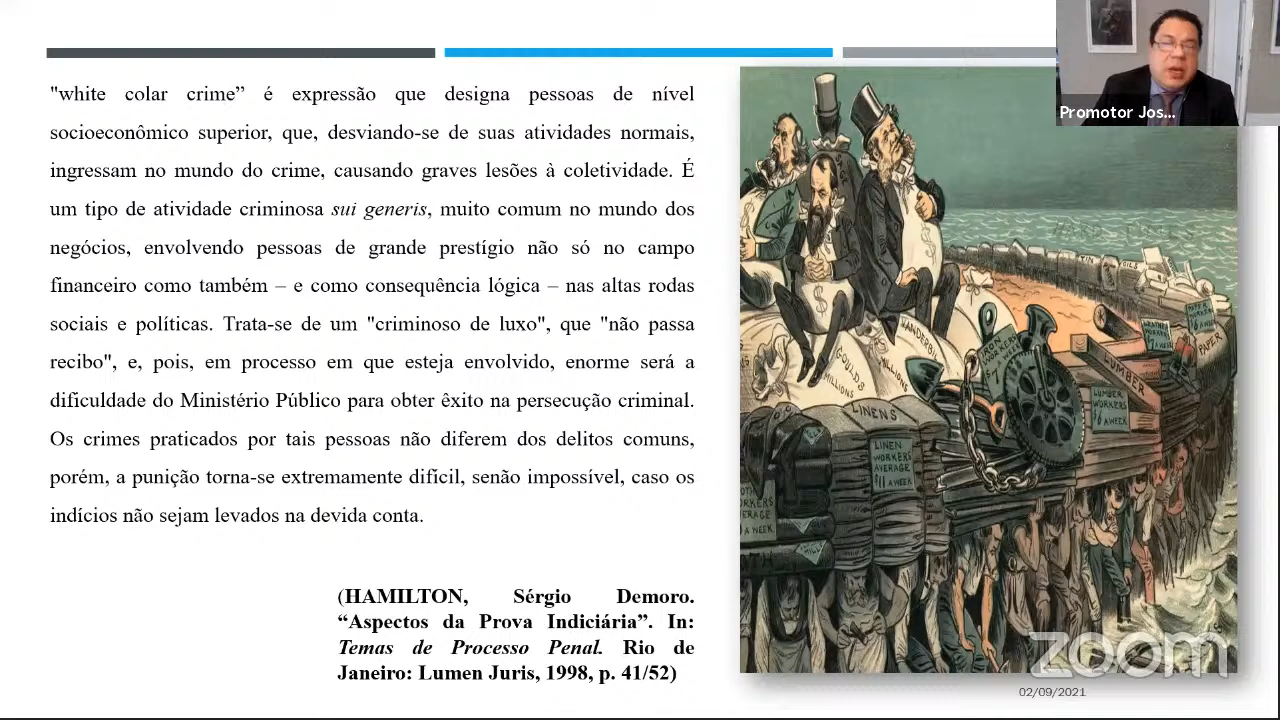 "white colar crime” é expressão que designa pessoas de nível
socioeconômico superior, que, desviando-se de suas atividades normais,
ingressam no mundo do crime, causando graves lesões à coletividade. É
um tipo de atividade criminosa sui generis, muito comum no mundo dos
negócios, envolvendo pessoas de grande prestígio não só no campo
financeiro como também – e como consequência lógica – nas altas rodas
sociais e políticas. Trata-se de um "criminoso de luxo", que "não passa
recibo", e, pois, em processo em que esteja envolvido, enorme será a
dificuldade do Ministério Público para obter êxito na persecução criminal.
Os crimes praticados por tais pessoas não diferem dos delitos comuns,
porém, a punição torna-se extremamente difícil, senão impossível, caso os
indícios não sejam levados na devida conta.
(HAMILTON, Sérgio Demoro.
“Aspectos da Prova Indiciária”. In:
Temas de Processo Penal. Rio de
Janeiro: Lumen Juris, 1998, p. 41/52)
Promotor Jos...
HARD TIMES
GOULD'S
MILLIONS
VANDERBIL
MILLIONS
LINENS
LINEN
WORKERS
AVERAGE
$11 A WEEK
LUMBER
LUMBER
WORKERS
$6 A WEEK
PAPER
zoom
02/09/2021